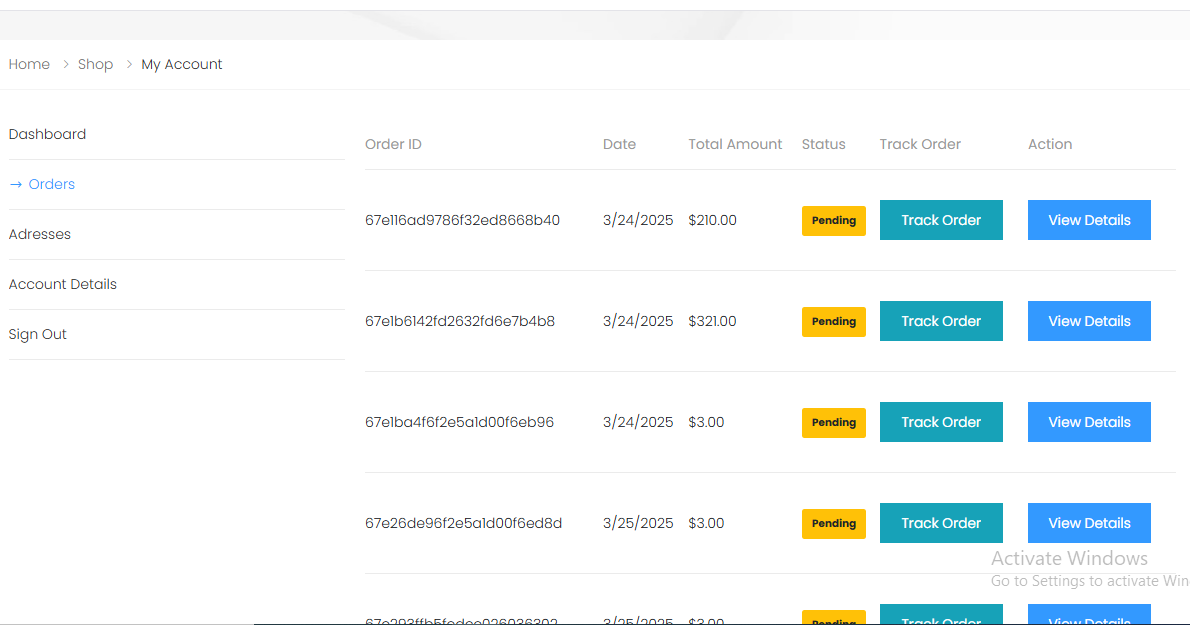 Home > Shop > My Account
Dashboard
→ Orders
Adresses
Account Details
Sign Out
Order ID Date Total Amount Status Track Order Action
67e116ad9786f32ed8668b40 3/24/2025 $210.00 Pending Track Order View Details
67e1b6142fd2632fd6e7b4b8 3/24/2025 $321.00 Pending Track Order View Details
67e1ba4f6f2e5a1d00f6eb96 3/24/2025 $3.00 Pending Track Order View Details
67e26de96f2e5a1d00f6ed8d 3/25/2025 $3.00 Pending Track Order View Details
Activate Windows
Go to Settings to activate Win
3/25/2025 $3.00 Pending Track Order View Details